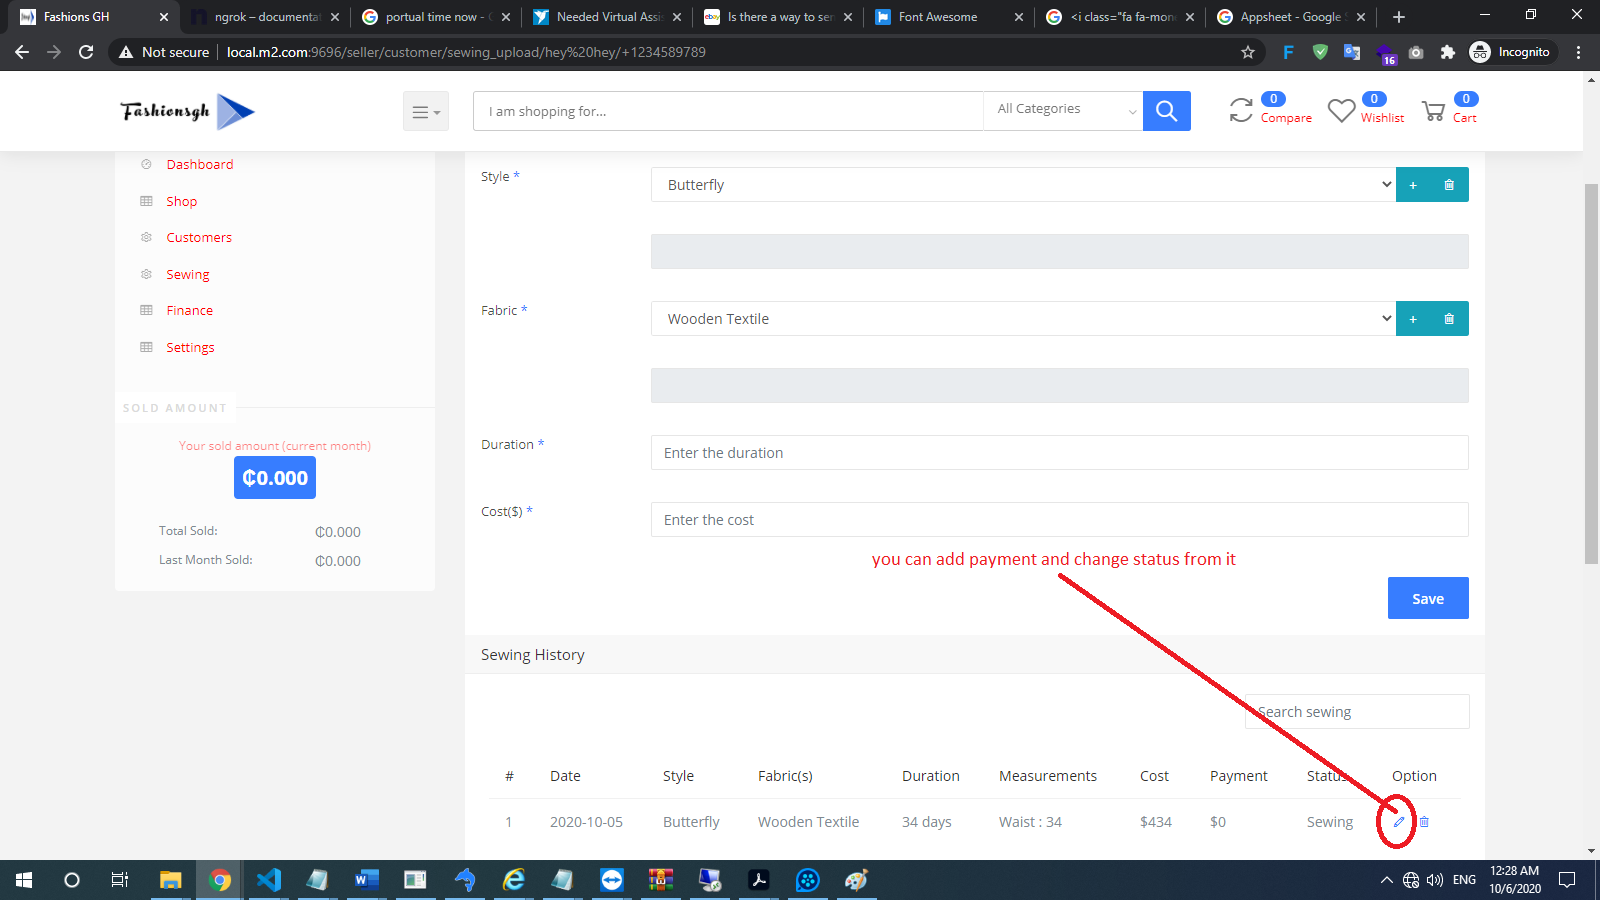 Fashions GH
ngrok – documentat
portual time now - G
Needed Virtual Assis
Is there a way to ser
Font Awesome
<i class="fa fa-mone
Appsheet - Google S
Not secure
local.m2.com:9696/seller/customer/sewing_upload/hey%20hey/+1234589789
16
Incognito
Fashionsgh
I am shopping for...
All Categories
0
Compare
0
Wishlist
0
Cart
Dashboard
Shop
Customers
Sewing
Finance
Settings
SOLD AMOUNT
Your sold amount (current month)
₵0.000
Total Sold: ₵0.000
Last Month Sold: ₵0.000
Style *
Butterfly
Fabric *
Wooden Textile
Duration *
Enter the duration
Cost($) *
Enter the cost
you can add payment and change status from it
Save
Sewing History
Search sewing
# Date Style Fabric(s) Duration Measurements Cost Payment Status Option
1 2020-10-05 Butterfly Wooden Textile 34 days Waist : 34 $434 $0 Sewing
ENG
12:28 AM
10/6/2020